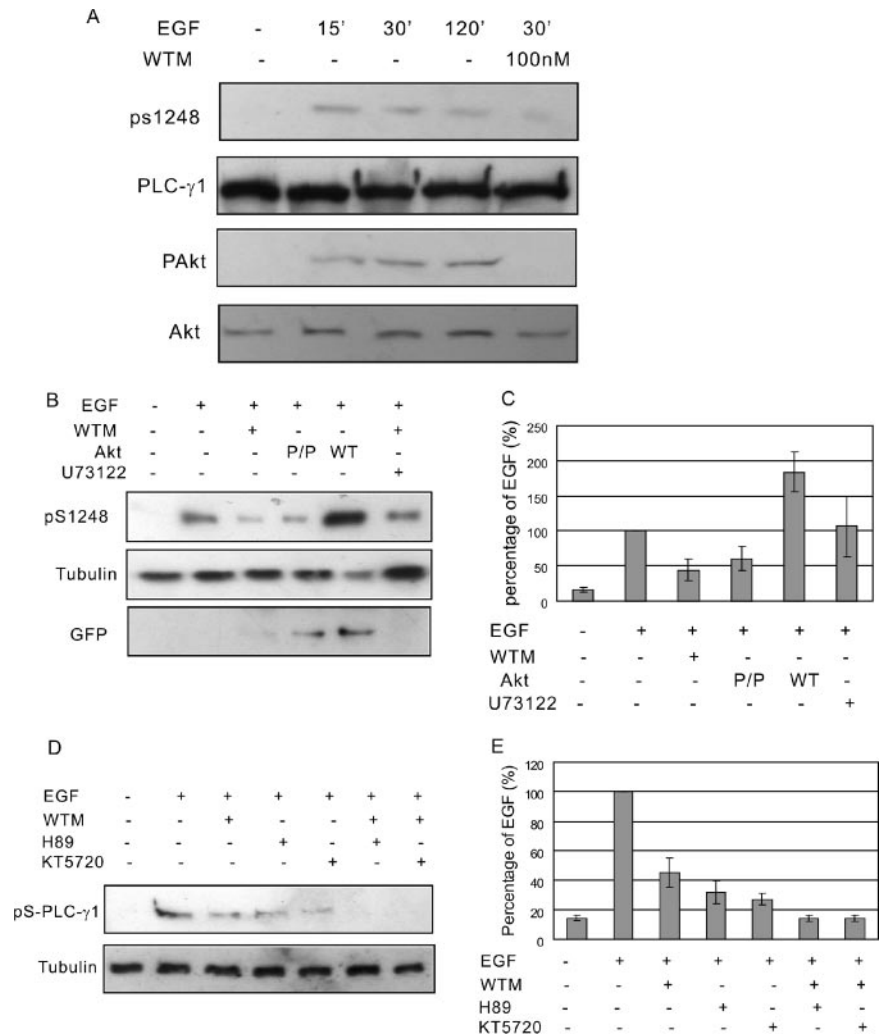 A
EGF - 15' 30' 120' 30'
WTM - - - - 100nM
ps1248
PLC-γ1
PAkt
Akt
B
EGF - + + + + +
WTM - - + - - +
Akt - - - P/P WT -
U73122 - - - - - +
pS1248
Tubulin
GFP
C
percentage of EGF (%)
250
200
150
100
50
0
EGF - + + + + +
WTM - - + - - -
Akt - - - P/P WT -
U73122 - - - - - +
D
EGF - + + + + + +
WTM - - + - - + +
H89 - - - + - + -
KT5720 - - - - + - +
pS-PLC-γ1
Tubulin
E
Percentage of EGF (%)
120
100
80
60
40
20
0
EGF - + + + + + +
WTM - - + - - + +
H89 - - - + - + -
KT5720 - - - - + - +